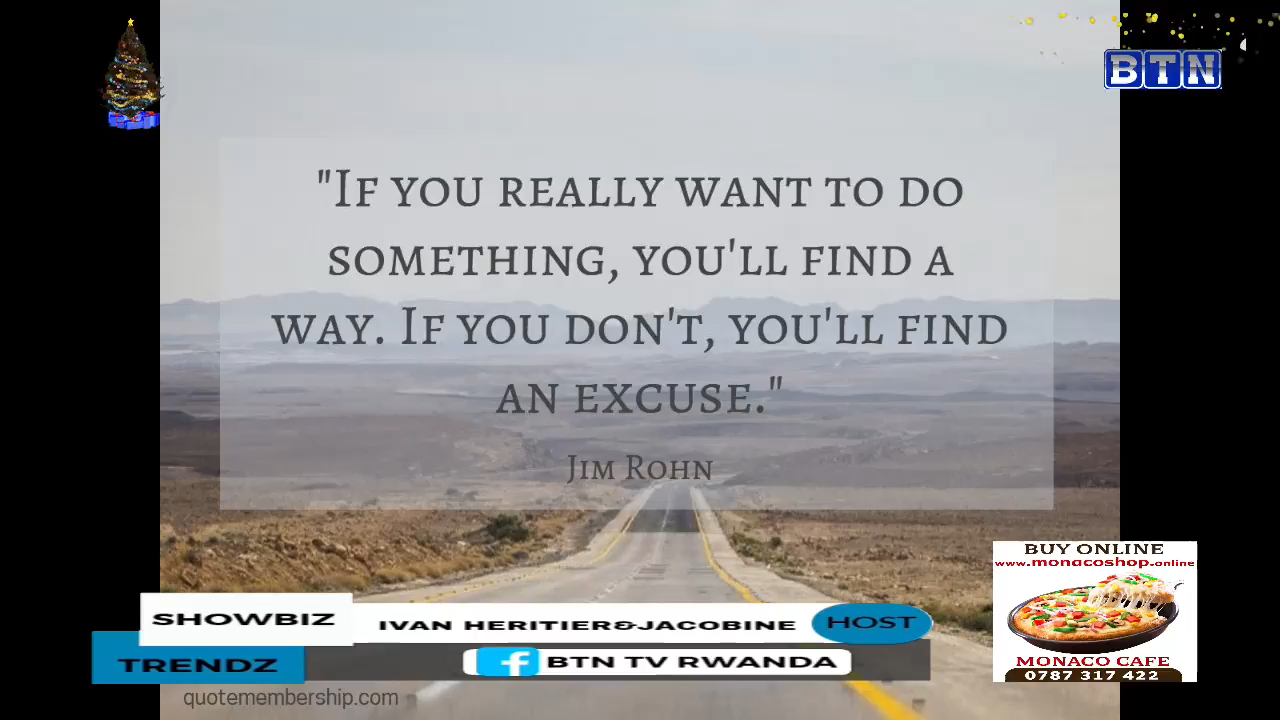 BTN
"If you really want to do
something, you'll find a
way. If you don't, you'll find
an excuse."
Jim Rohn
BUY ONLINE
www.monacoshop.online
MONACO CAFE
0787 317 422
SHOWBIZ
IVAN HERITIER&JACOBINE
HOST
TRENDZ
f BTN TV RWANDA
quotemembership.com